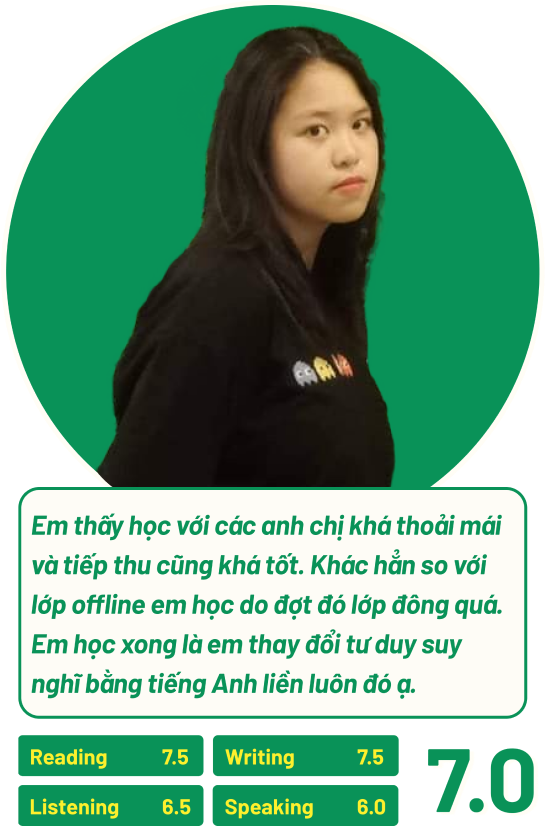 Em thấy học với các anh chị khá thoải mái
và tiếp thu cũng khá tốt. Khác hẳn so với
lớp offline em học do đợt đó lớp đông quá.
Em học xong là em thay đổi tư duy suy
nghĩ bằng tiếng Anh liền luôn đó ạ.
Reading 7.5
Writing 7.5
7.0
Listening 6.5
Speaking 6.0